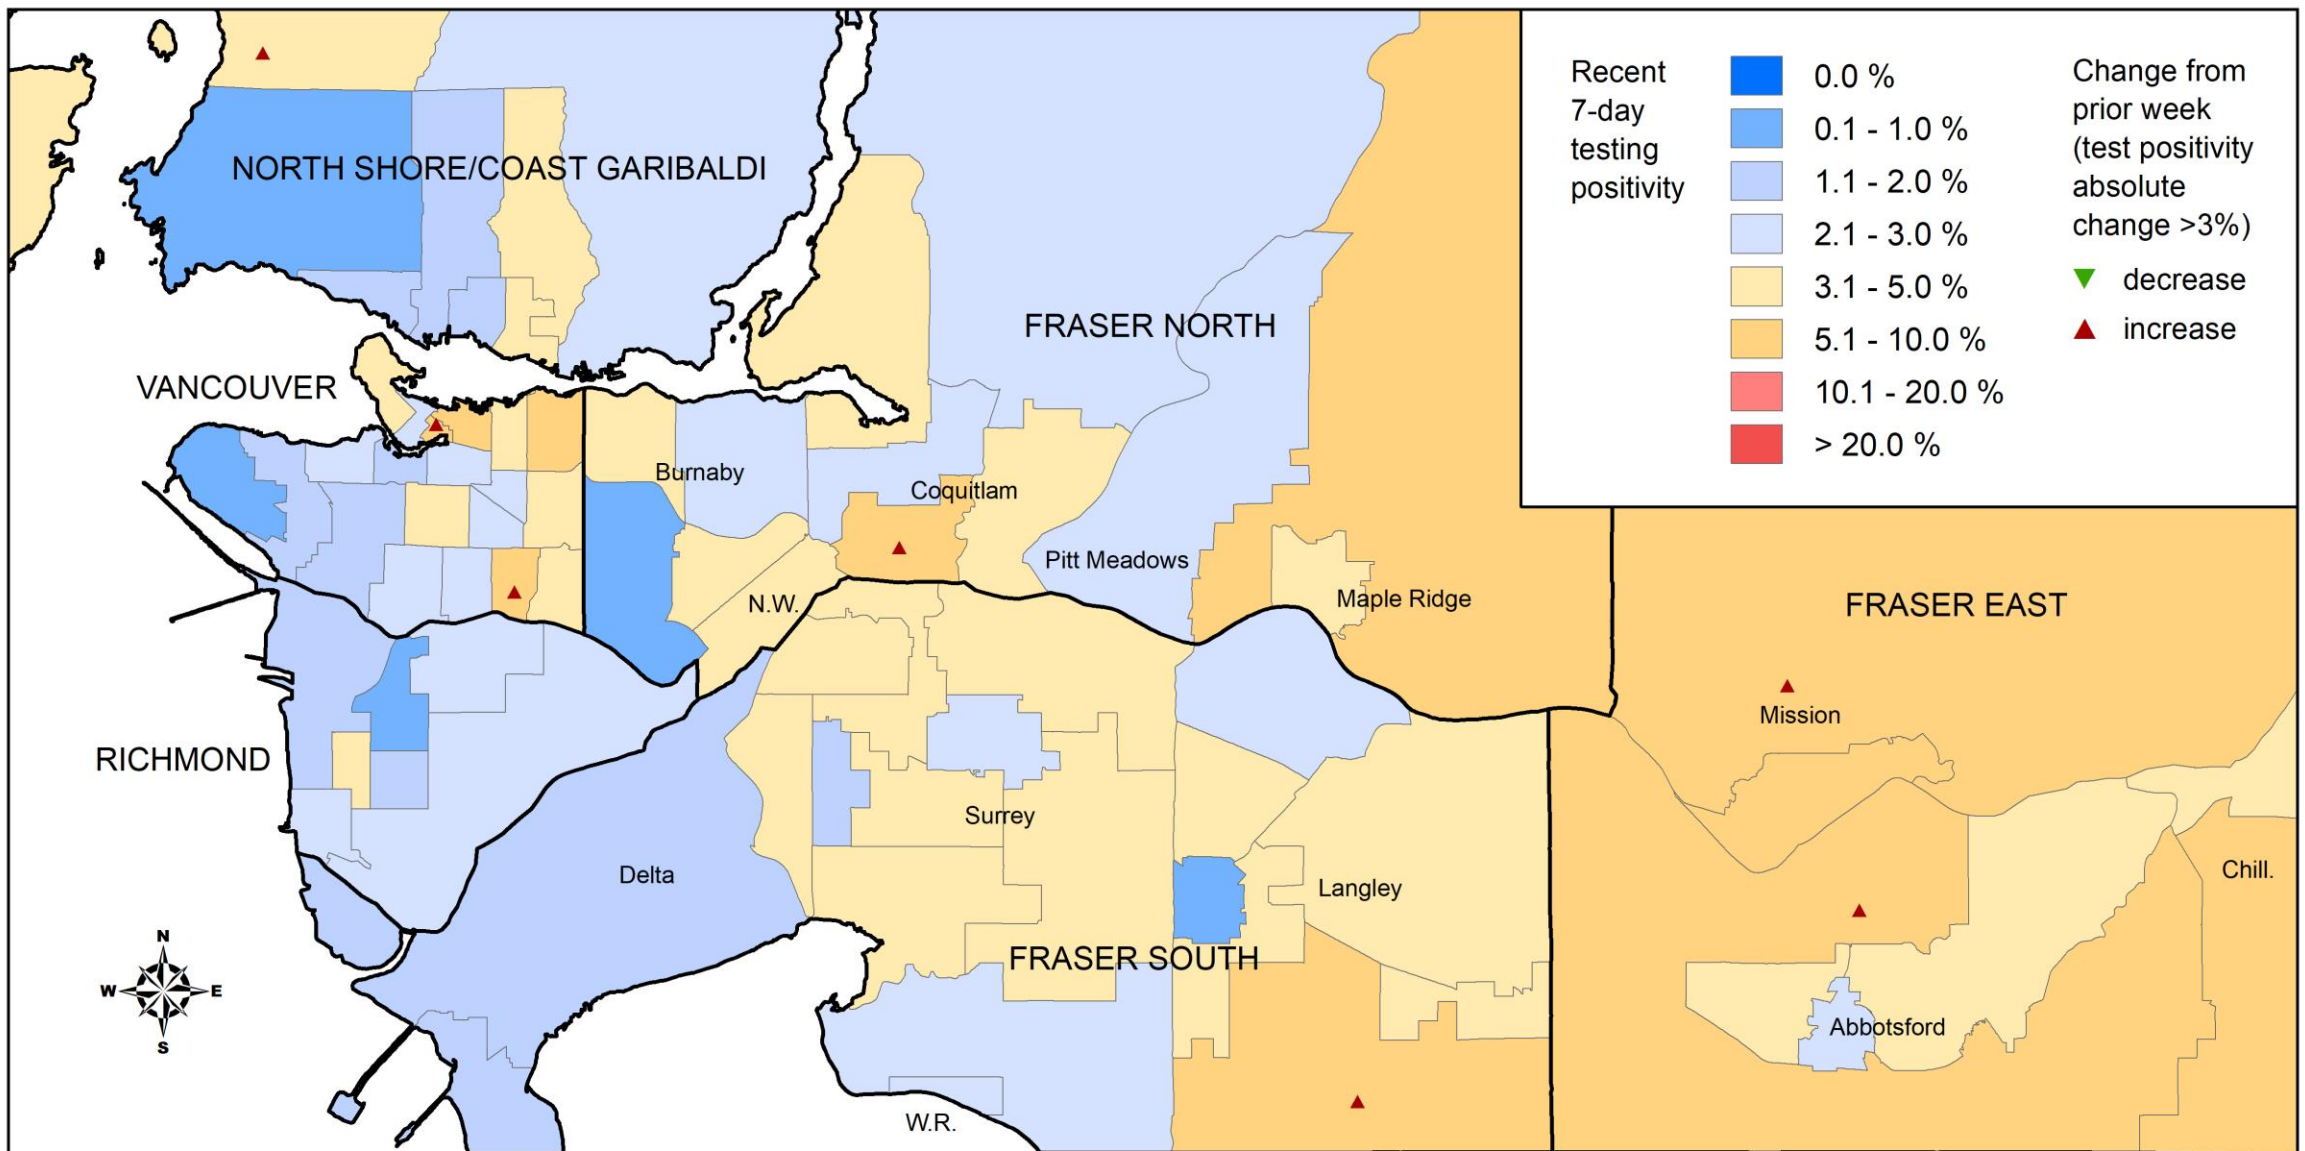 Recent
7-day
testing
positivity
0.0 %
0.1 - 1.0 %
1.1 - 2.0 %
2.1 - 3.0 %
3.1 - 5.0 %
5.1 - 10.0 %
10.1 - 20.0 %
> 20.0 %
Change from
prior week
(test positivity
absolute
change >3%)
decrease
increase
NORTH SHORE/COAST GARIBALDI
FRASER NORTH
VANCOUVER
Burnaby
Coquitlam
Pitt Meadows
N.W.
Maple Ridge
FRASER EAST
Mission
RICHMOND
Surrey
Delta
Langley
Chill.
FRASER SOUTH
Abbotsford
W.R.
N
W
E
S